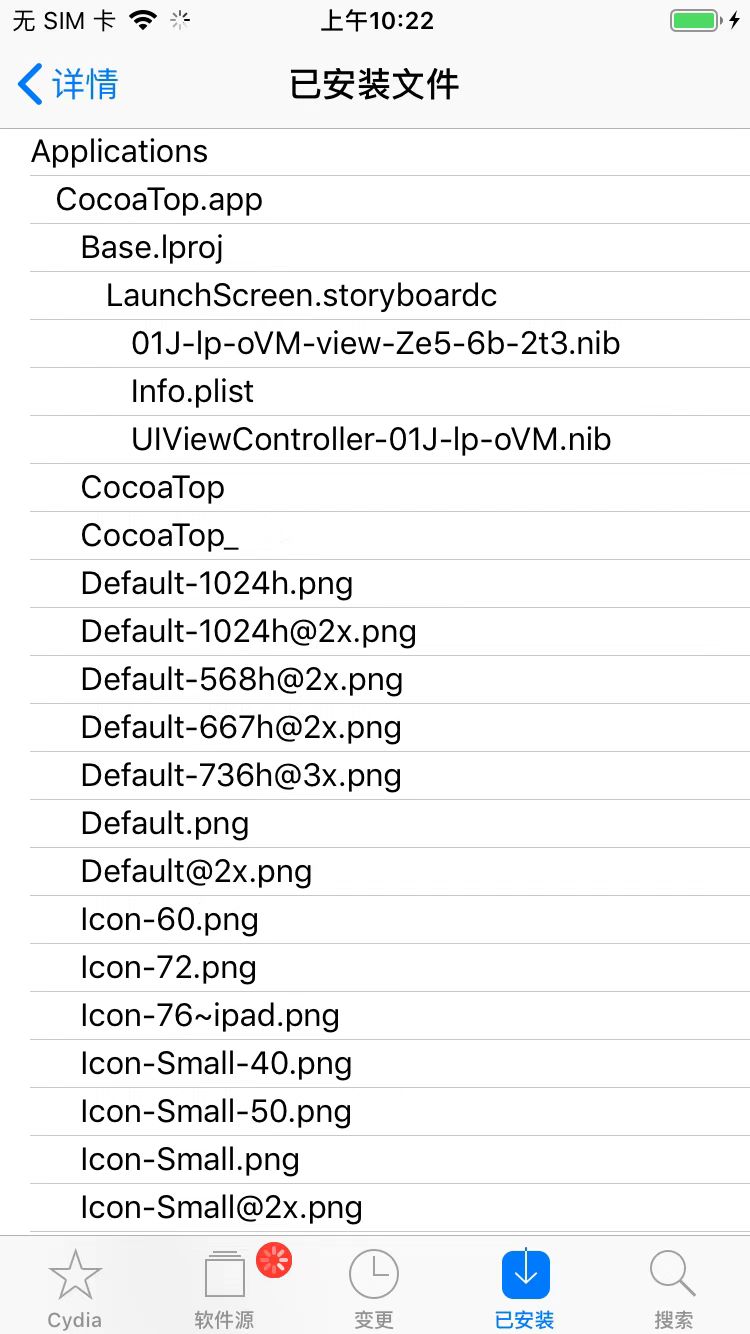 无 SIM 卡 上午10:22
详情 已安装文件
Applications
CocoaTop.app
Base.lproj
LaunchScreen.storyboardc
01J-lp-oVM-view-Ze5-6b-2t3.nib
Info.plist
UIViewController-01J-lp-oVM.nib
CocoaTop
CocoaTop_
Default-1024h.png
Default-1024h@2x.png
Default-568h@2x.png
Default-667h@2x.png
Default-736h@3x.png
Default.png
Default@2x.png
Icon-60.png
Icon-72.png
Icon-76~ipad.png
Icon-Small-40.png
Icon-Small-50.png
Icon-Small.png
Icon-Small@2x.png
Cydia 软件源 变更 已安装 搜索